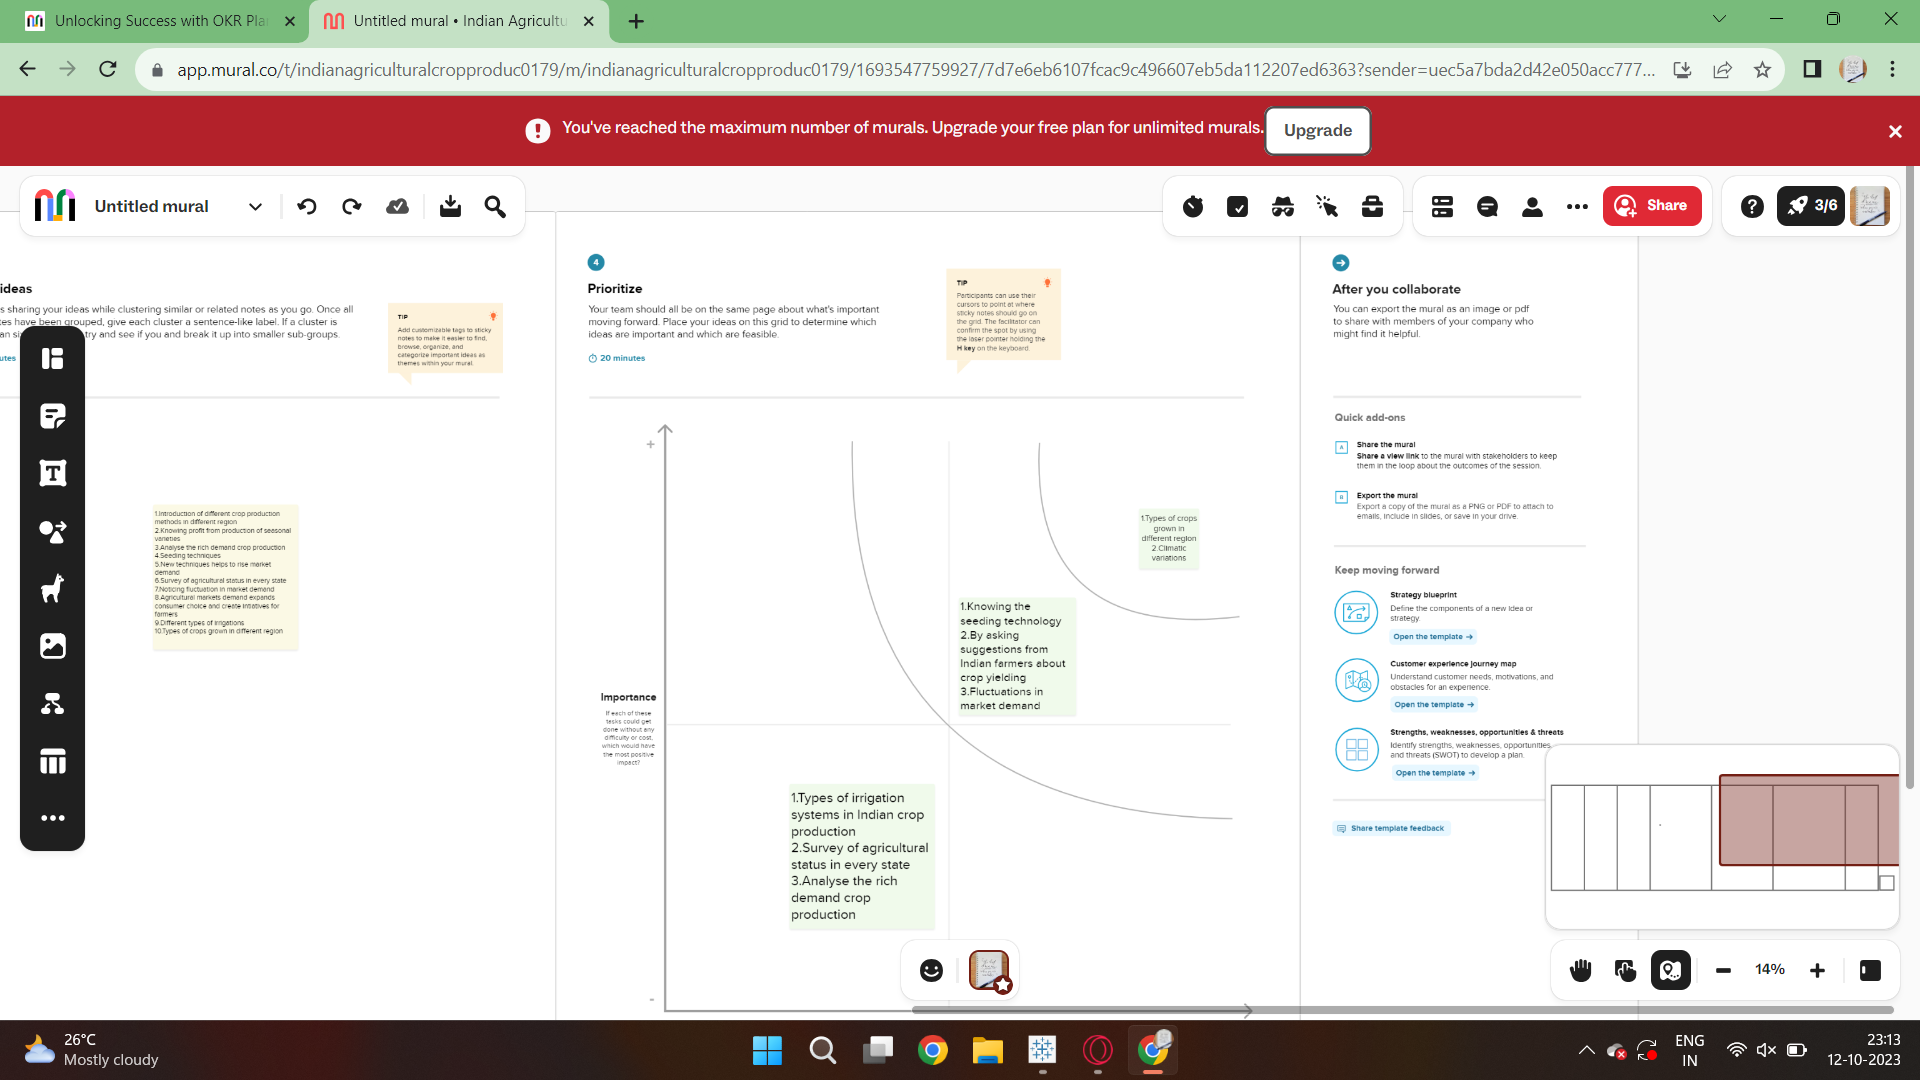 Unlocking Success with OKR Pla
Untitled mural • Indian Agricultu
app.mural.co/t/indianagriculturalcropproduc0179/m/indianagriculturalcropproduc0179/1693547759927/7d7e6eb6107fcac9c496607eb5da112207ed6363?sender=uec5a7bda2d42e050acc777...
You've reached the maximum number of murals. Upgrade your free plan for unlimited murals.
Upgrade
Untitled mural
Share
3/6
ideas
s sharing your ideas while clustering similar or related notes as you go. Once all
es have been grouped, give each cluster a sentence-like label. If a cluster is
try and see if you and break it up into smaller sub-groups.
utes
TIP
Add customizable tags to sticky
notes to make it easier to find,
browse, organize, and
categorize important ideas as
themes within your mural.
1.Introduction of different crop production
methods in different region
2.Knowing profit from production of seasonal
varieties
3.Analyse the rich demand crop production
4.Seeding techniques
5.New techniques helps to rise market
demand
6.Survey of agricultural status in every state
7.Noticing fluctuation in market demand
8.Agricultural markets demand expands
consumer choice and create intiatives for
farmers
9.Different types of irrigations
10.Types of crops grown in different region
4
Prioritize
Your team should all be on the same page about what's important
moving forward. Place your ideas on this grid to determine which
ideas are important and which are feasible.
20 minutes
TIP
Participants can use their
cursors to point at where
sticky notes should go on
the grid. The facilitator can
confirm the spot by using
the laser pointer holding the
H key on the keyboard.
+
1.Types of crops
grown in
different region
2.Climatic
variations
1.Knowing the
seeding technology
2.By asking
suggestions from
Indian farmers about
crop yielding
3.Fluctuations in
market demand
Importance
If each of these
tasks could get
done without any
difficulty or cost,
which would have
the most positive
impact?
1.Types of irrigation
systems in Indian crop
production
2.Survey of agricultural
status in every state
3.Analyse the rich
demand crop
production
-
After you collaborate
You can export the mural as an image or pdf
to share with members of your company who
might find it helpful.
Quick add-ons
A
Share the mural
Share a view link to the mural with stakeholders to keep
them in the loop about the outcomes of the session.
B
Export the mural
Export a copy of the mural as a PNG or PDF to attach to
emails, include in slides, or save in your drive.
Keep moving forward
Strategy blueprint
Define the components of a new idea or
strategy.
Open the template →
Customer experience journey map
Understand customer needs, motivations, and
obstacles for an experience.
Open the template →
Strengths, weaknesses, opportunities & threats
Identify strengths, weaknesses, opportunities,
and threats (SWOT) to develop a plan.
Open the template →
Share template feedback
14%
26°C
Mostly cloudy
ENG
IN
23:13
12-10-2023